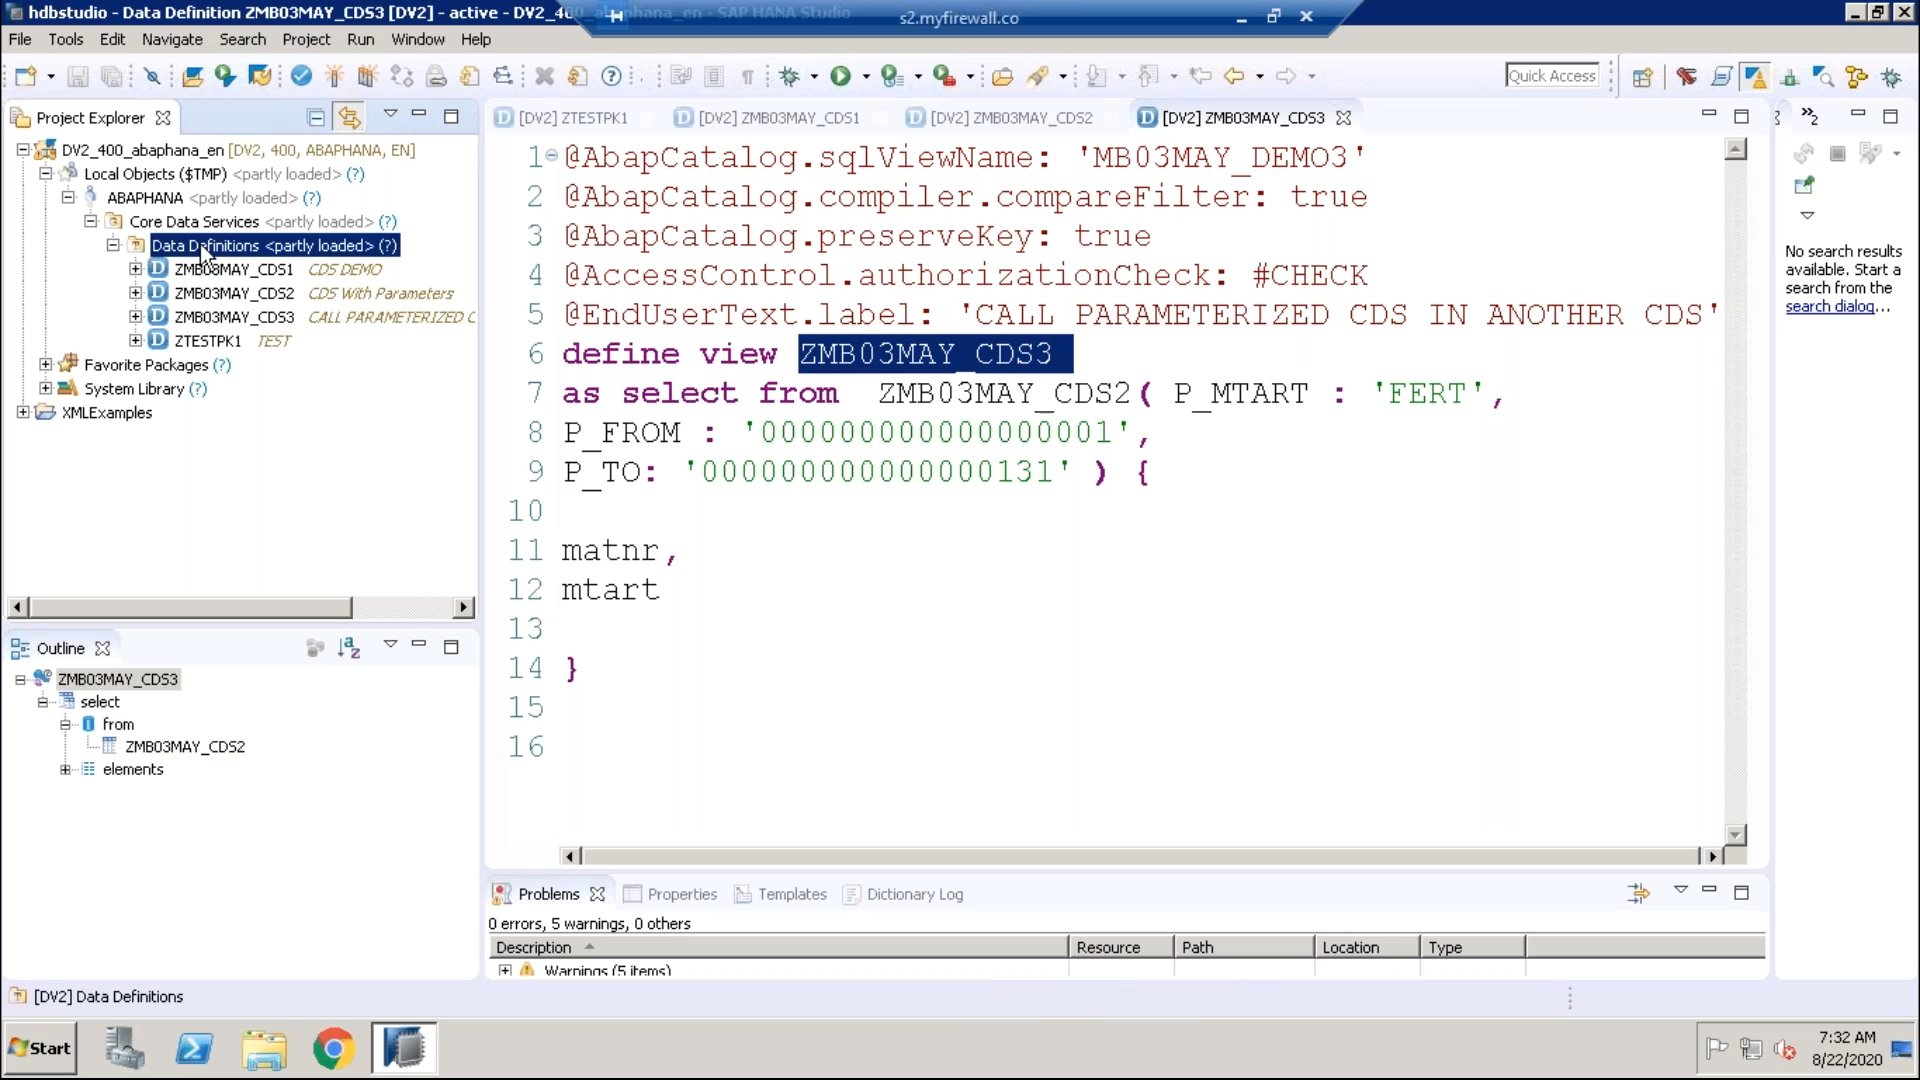 hdbstudio - Data Definition ZMB03MAY_CDS3 [DV2] - active - DV2_400_abaphana_en - SAP HANA Studio
s2.myfirewall.co
File Tools Edit Navigate Search Project Run Window Help
Quick Access
Project Explorer
[DV2] ZTESTPK1 [DV2] ZMB03MAY_CDS1 [DV2] ZMB03MAY_CDS2 [DV2] ZMB03MAY_CDS3
DV2_400_abaphana_en [DV2, 400, ABAPHANA, EN]
Local Objects ($TMP) <partly loaded> (?)
ABAPHANA <partly loaded> (?)
Core Data Services <partly loaded> (?)
Data Definitions <partly loaded> (?)
ZMB03MAY_CDS1 CDS DEMO
ZMB03MAY_CDS2 CDS With Parameters
ZMB03MAY_CDS3 CALL PARAMETERIZED C
ZTESTPK1 TEST
Favorite Packages (?)
System Library (?)
XMLExamples
1 @AbapCatalog.sqlViewName: 'MB03MAY_DEMO3'
2 @AbapCatalog.compiler.compareFilter: true
3 @AbapCatalog.preserveKey: true
4 @AccessControl.authorizationCheck: #CHECK
5 @EndUserText.label: 'CALL PARAMETERIZED CDS IN ANOTHER CDS'
6 define view ZMB03MAY_CDS3
7 as select from ZMB03MAY_CDS2( P_MTART : 'FERT',
8 P_FROM : '000000000000000001',
9 P_TO: '000000000000000131' ) {
10
11 matnr,
12 mtart
13
14 }
15
16
2
No search results available. Start a search from the search dialog...
Outline
ZMB03MAY_CDS3
select
from
ZMB03MAY_CDS2
elements
Problems Properties Templates Dictionary Log
0 errors, 5 warnings, 0 others
Description Resource Path Location Type
Warnings (5 items)
[DV2] Data Definitions
Start
7:32 AM
8/22/2020